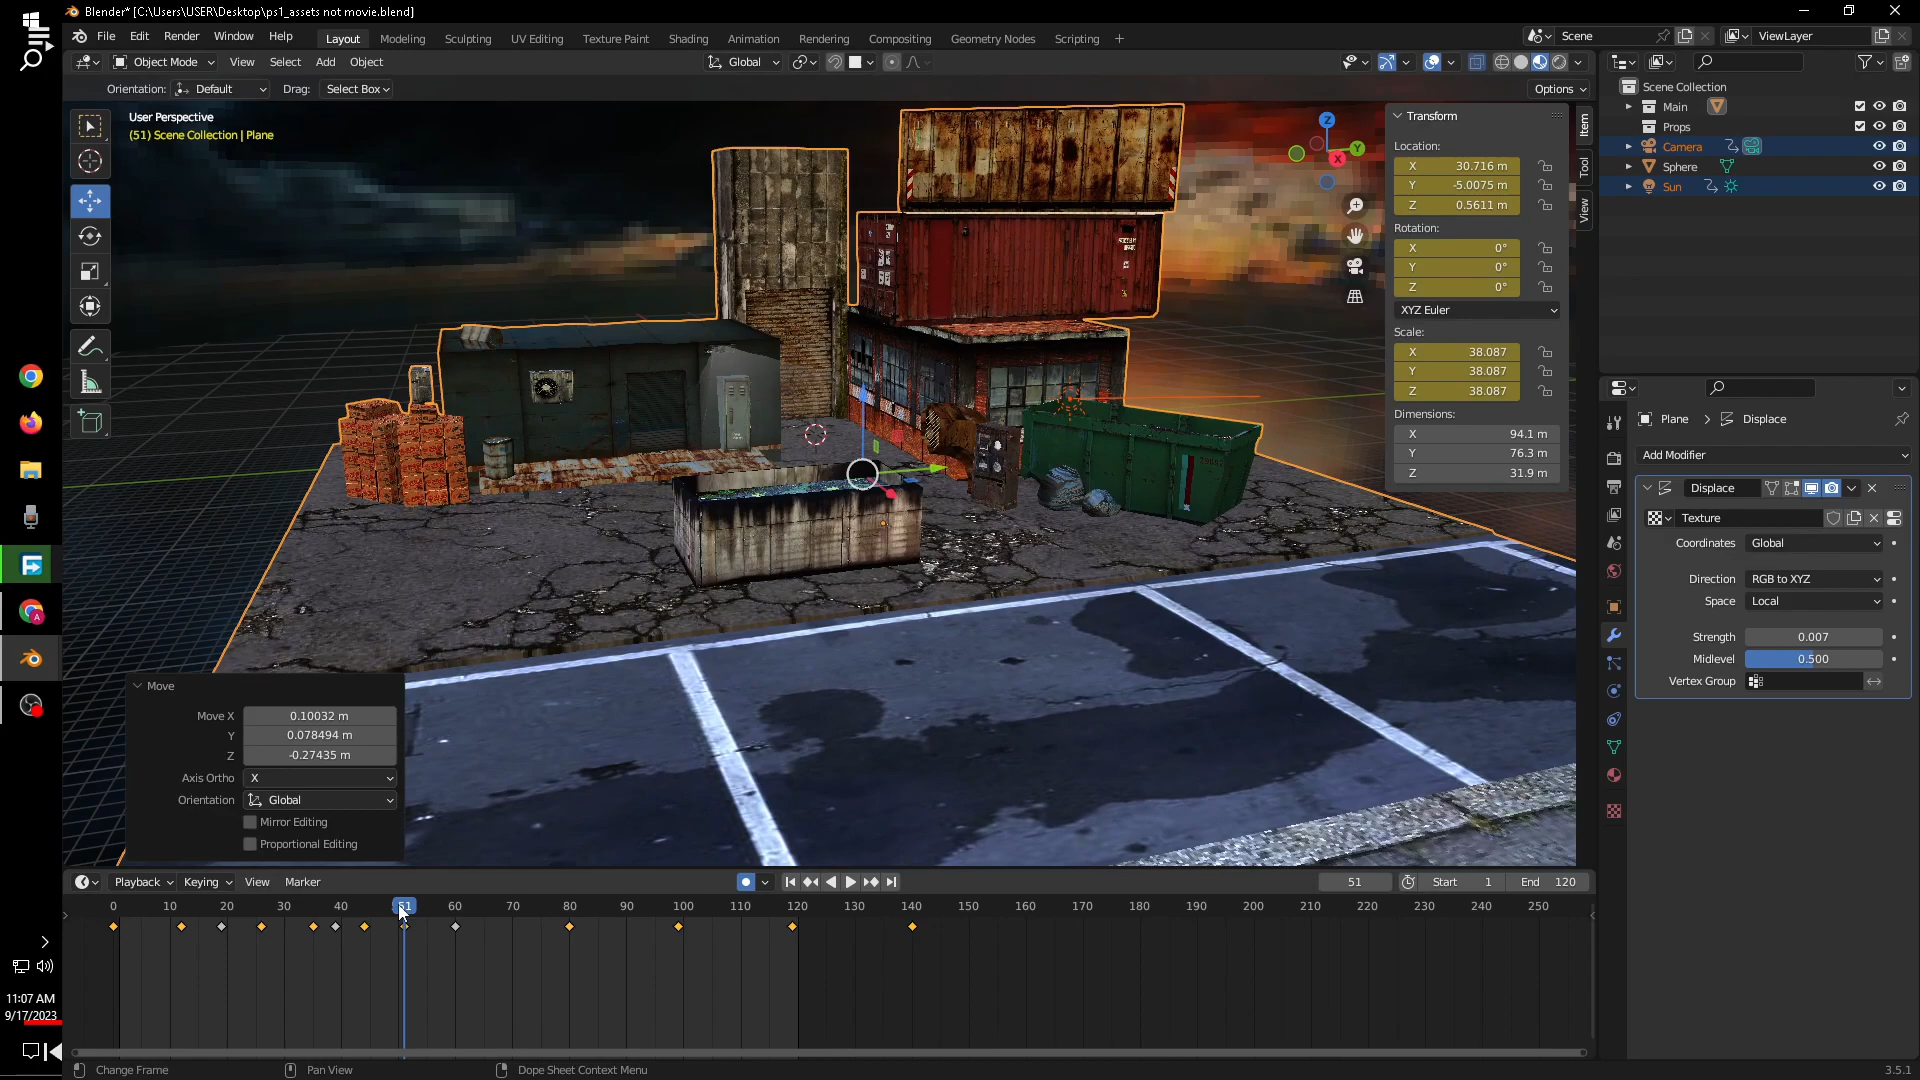 Blender* [C:\Users\USER\Desktop\ps1_assets not movie.blend]
File Edit Render Window Help Layout Modeling Sculpting UV Editing Texture Paint Shading Animation Rendering Compositing Geometry Nodes Scripting + Scene ViewLayer
Object Mode View Select Add Object Global
Orientation: Default Drag: Select Box Options
User Perspective
(51) Scene Collection | Plane
Z
Y
X
Transform
Location:
X 30.716 m
Y -5.0075 m
Z 0.5611 m
Rotation:
X 0°
Y 0°
Z 0°
XYZ Euler
Scale:
X 38.087
Y 38.087
Z 38.087
Dimensions:
X 94.1 m
Y 76.3 m
Z 31.9 m
Item
Tool
View
Scene Collection
Main
Props
Camera
Sphere
Sun
Plane > Displace
Add Modifier
Displace
Texture
Coordinates Global
Direction RGB to XYZ
Space Local
Strength 0.007
Midlevel 0.500
Vertex Group
Move
Move X 0.10032 m
Y 0.078494 m
Z -0.27435 m
Axis Ortho X
Orientation Global
Mirror Editing
Proportional Editing
Playback Keying View Marker 51 Start 1 End 120
0 10 20 30 40 51 60 70 80 90 100 110 120 130 140 150 160 170 180 190 200 210 220 230 240 250
11:07 AM
9/17/2023
Change Frame Pan View Dope Sheet Context Menu 3.5.1